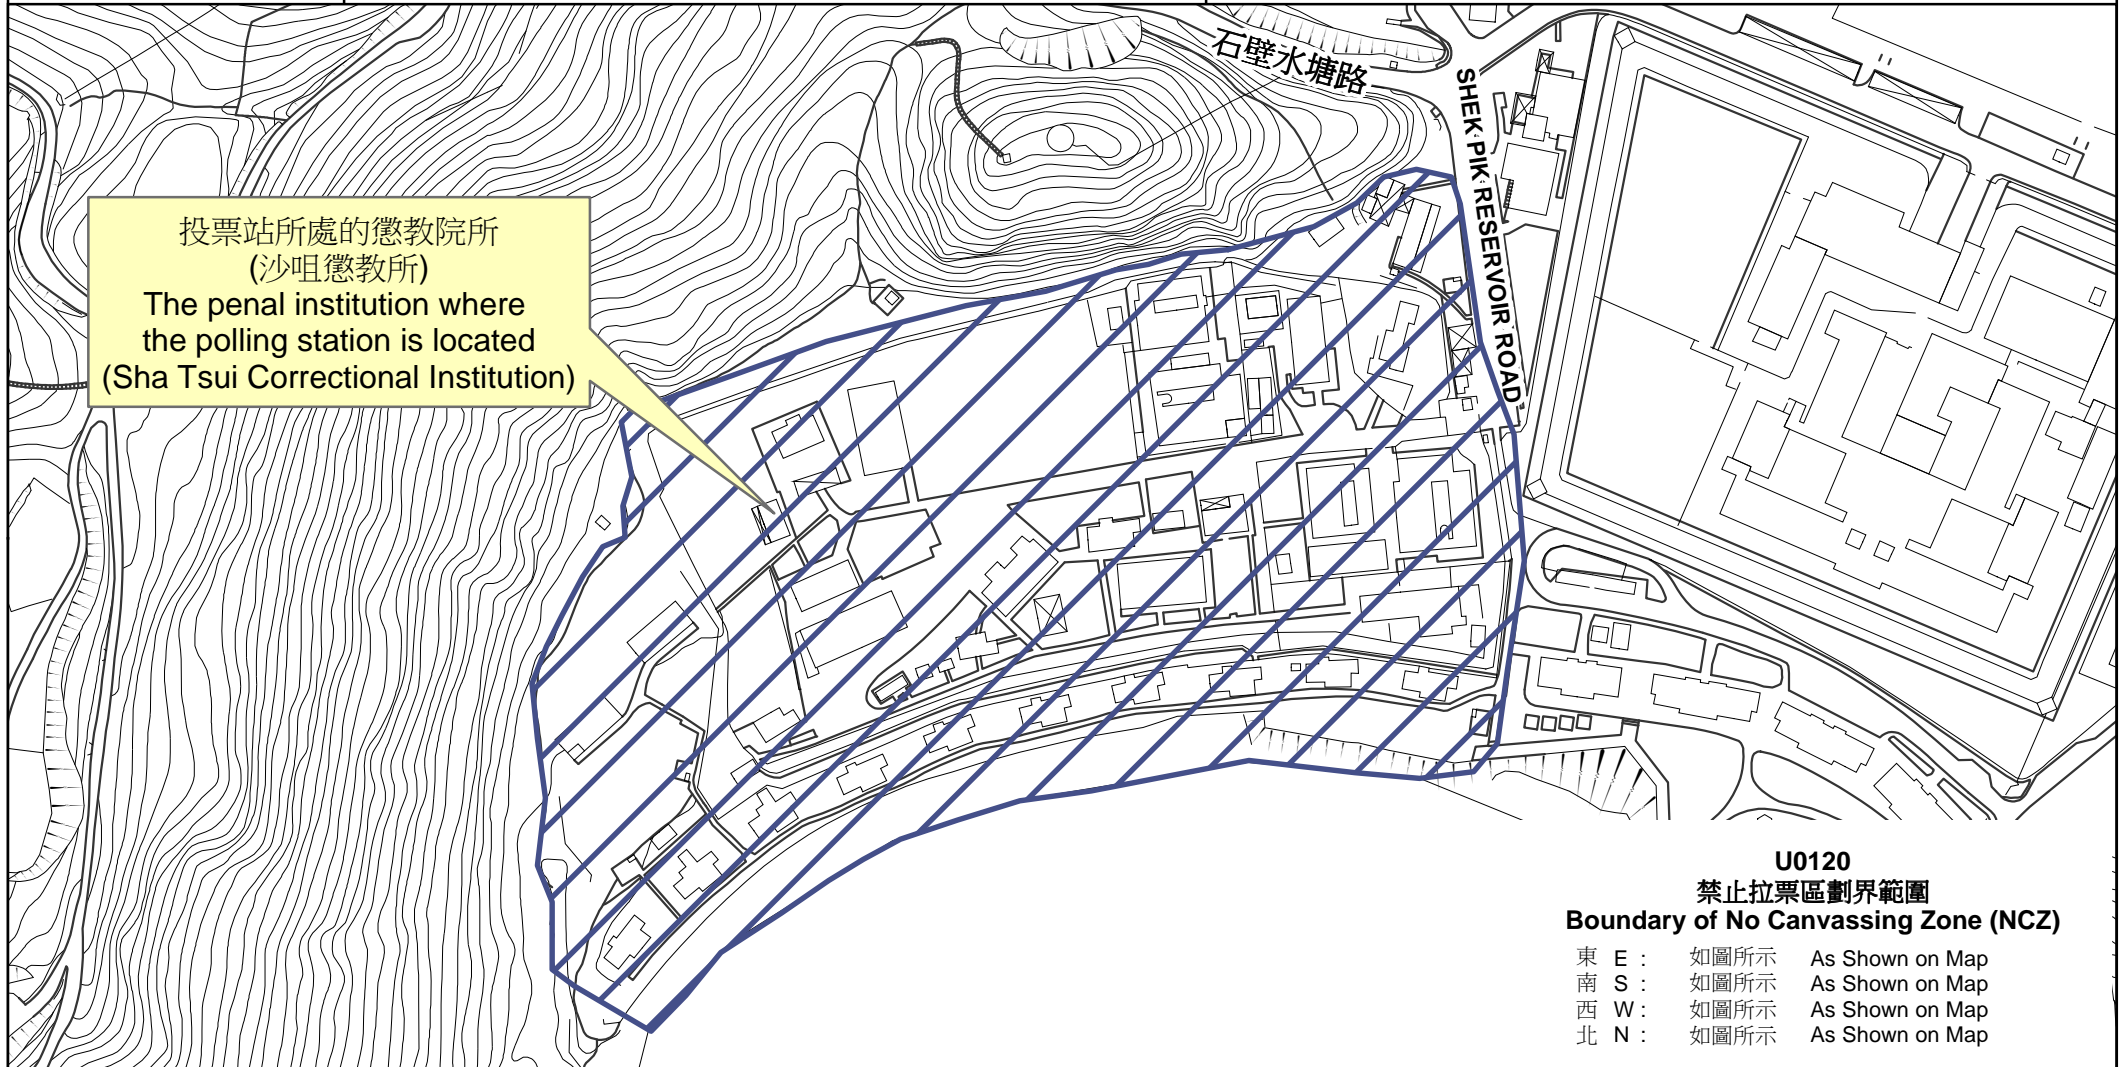 石壁水塘路
SHEK PIK RESERVOIR ROAD
投票站所處的懲教院所
(沙咀懲教所)
The penal institution where
the polling station is located
(Sha Tsui Correctional Institution)
U0120
禁止拉票區劃界範圍
Boundary of No Canvassing Zone (NCZ)
東 E : 如圖所示 As Shown on Map
南 S : 如圖所示 As Shown on Map
西 W : 如圖所示 As Shown on Map
北 N : 如圖所示 As Shown on Map